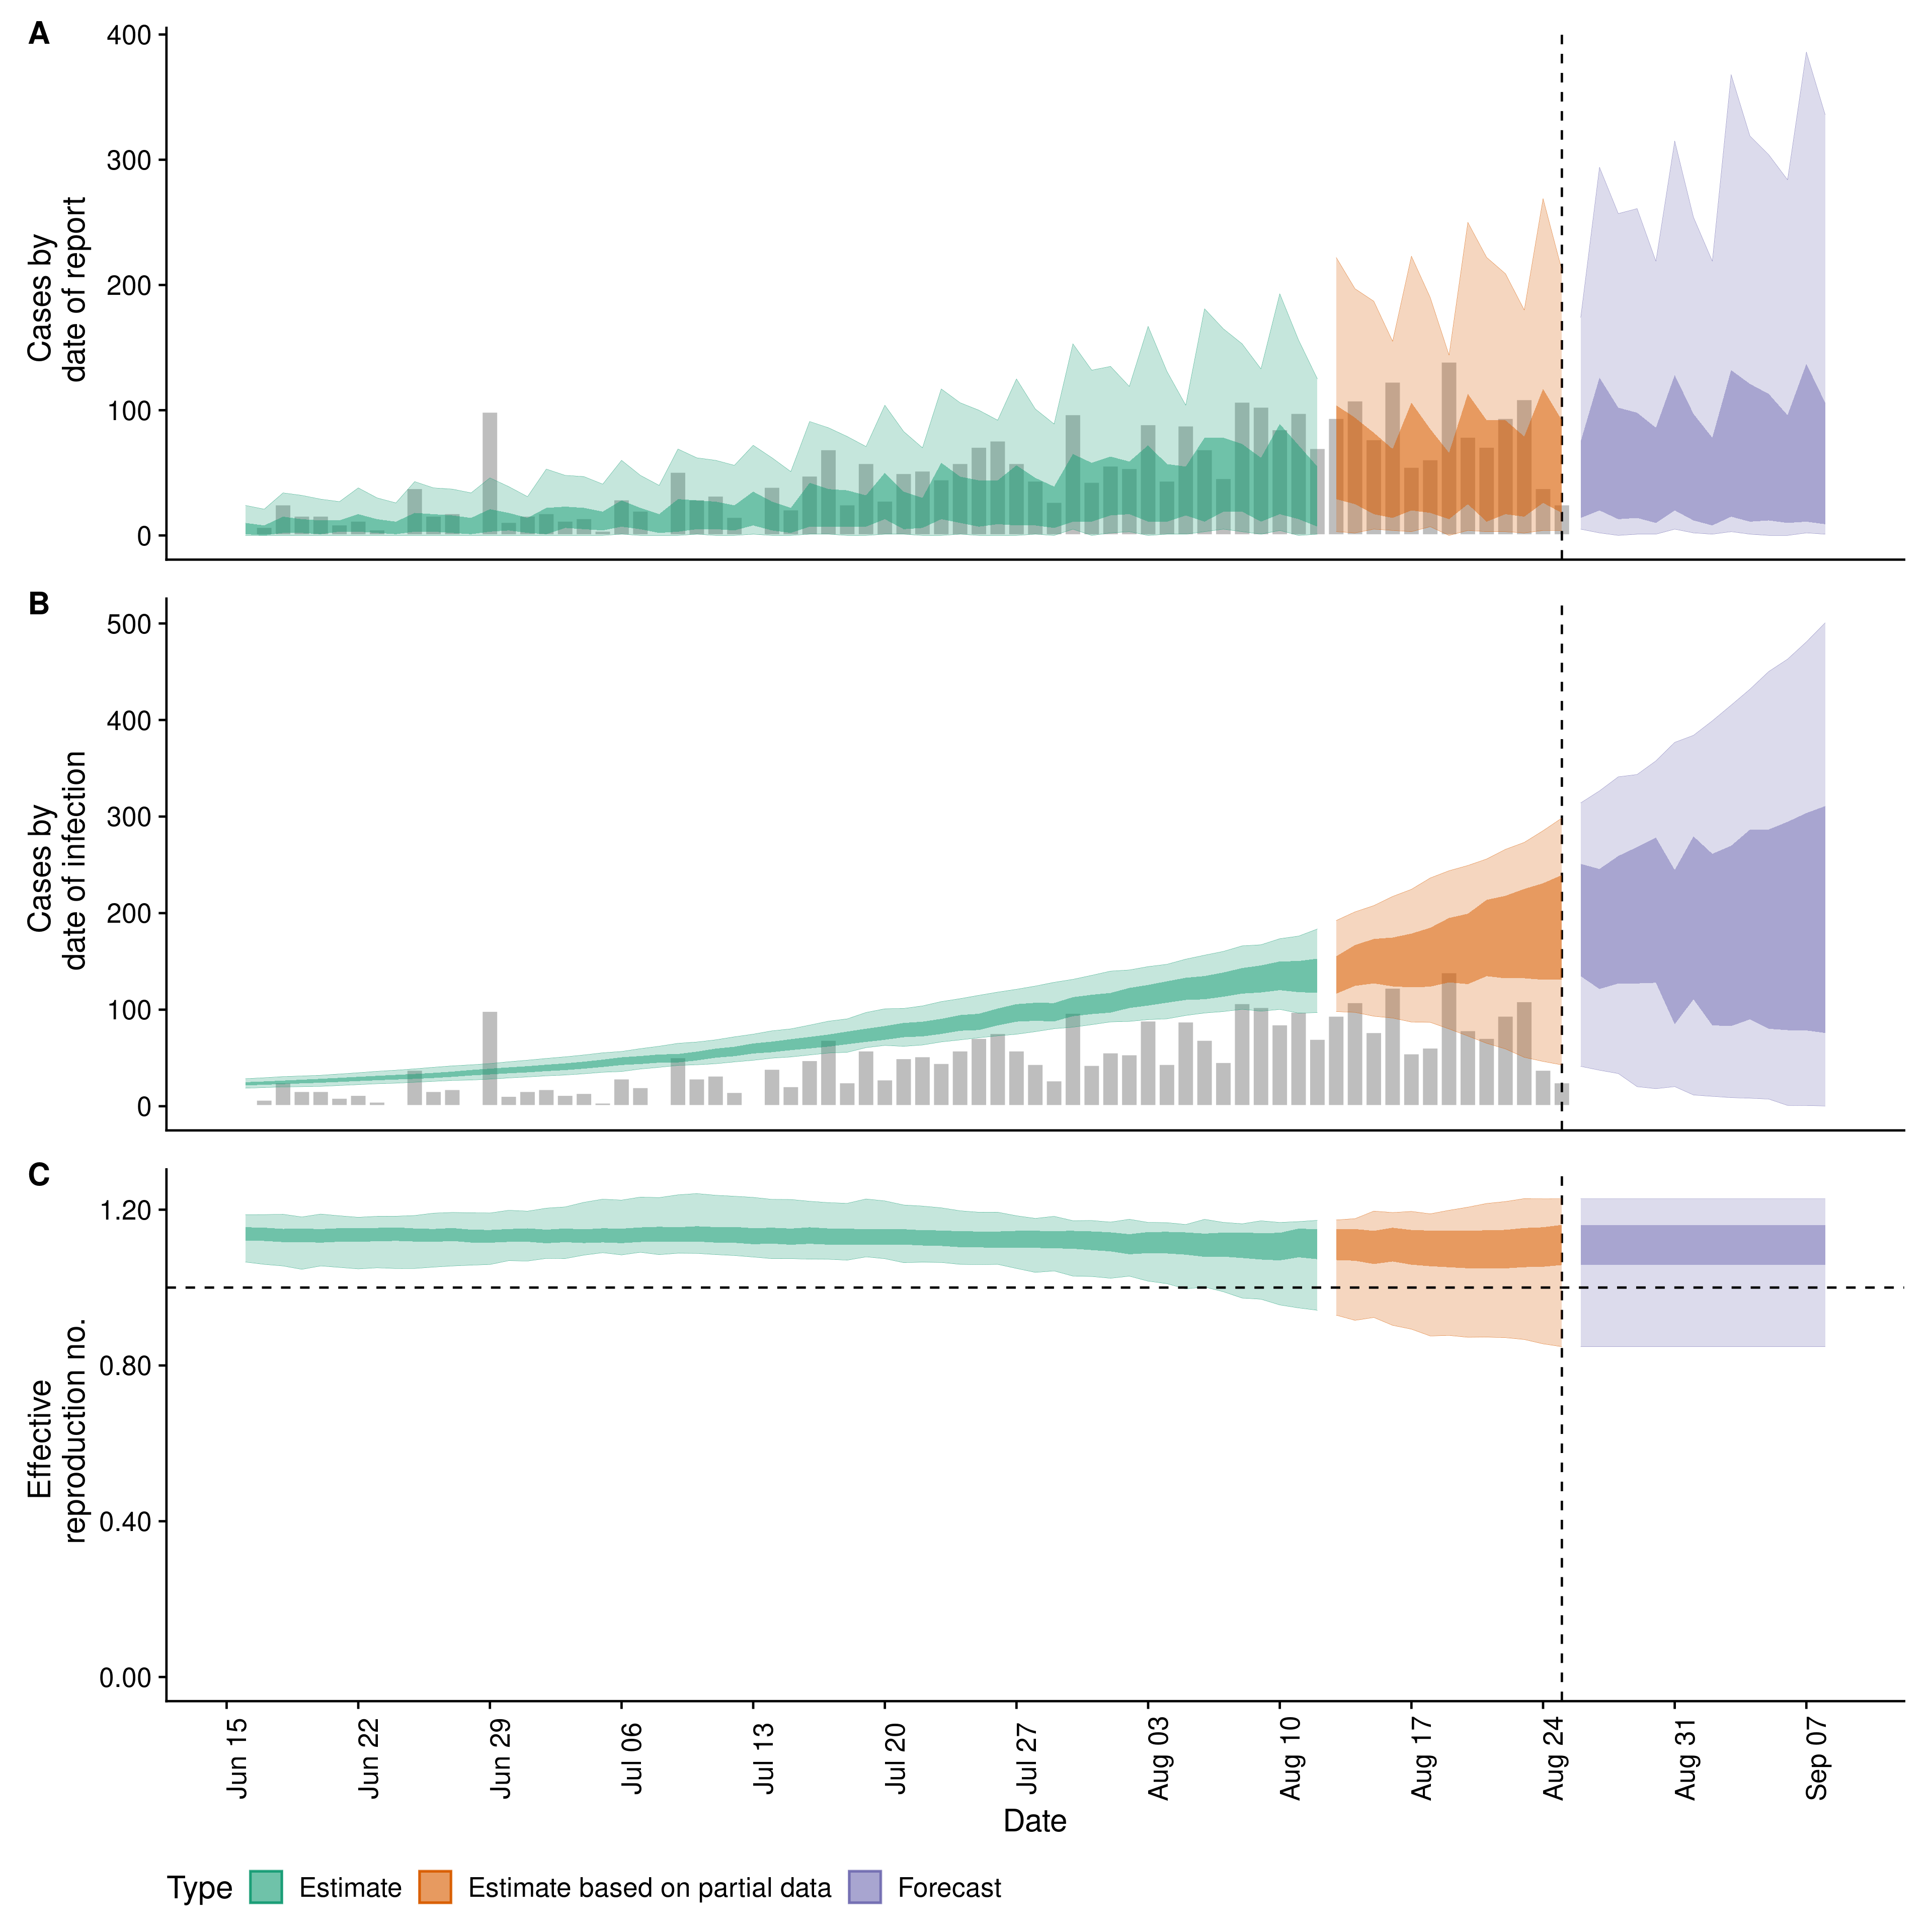 A
400
300
200
100
0
Cases by
date of report
B
500
400
300
200
100
0
Cases by
date of infection
C
1.20
0.80
0.40
0.00
Effective
reproduction no.
Jun 15
Jun 22
Jun 29
Jul 06
Jul 13
Jul 20
Jul 27
Aug 03
Aug 10
Aug 17
Aug 24
Aug 31
Sep 07
Date
Type Estimate Estimate based on partial data Forecast